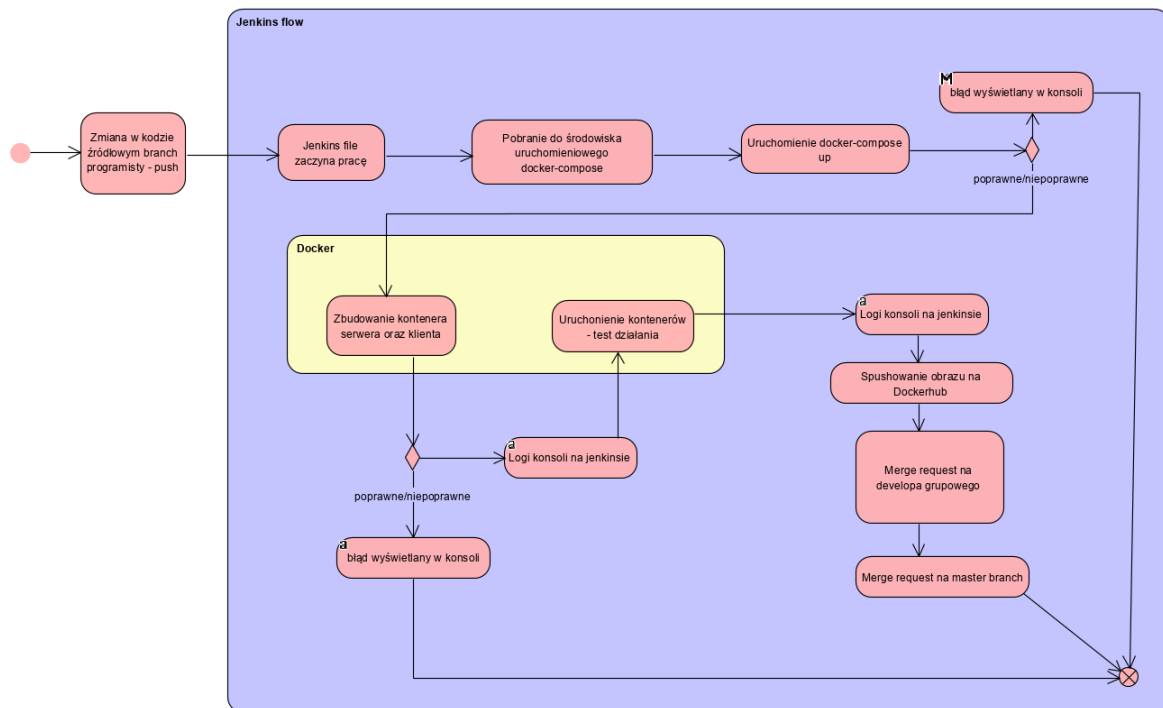 Jenkins flow
M
błąd wyświetlany w konsoli
Zmiana w kodzie
źródłowym branch
programisty - push
Jenkins file
zaczyna pracę
Pobranie do środowiska
uruchomieniowego
docker-compose
Uruchomienie docker-compose
up
poprawne/niepoprawne
Docker
Zbudowanie kontenera
serwera oraz klienta
Uruchonienie kontenerów
- test działania
a
Logi konsoli na jenkinsie
Spushowanie obrazu na
Dockerhub
a
Logi konsoli na jenkinsie
Merge request na
developa grupowego
poprawne/niepoprawne
a
błąd wyświetlany w konsoli
Merge request na master branch